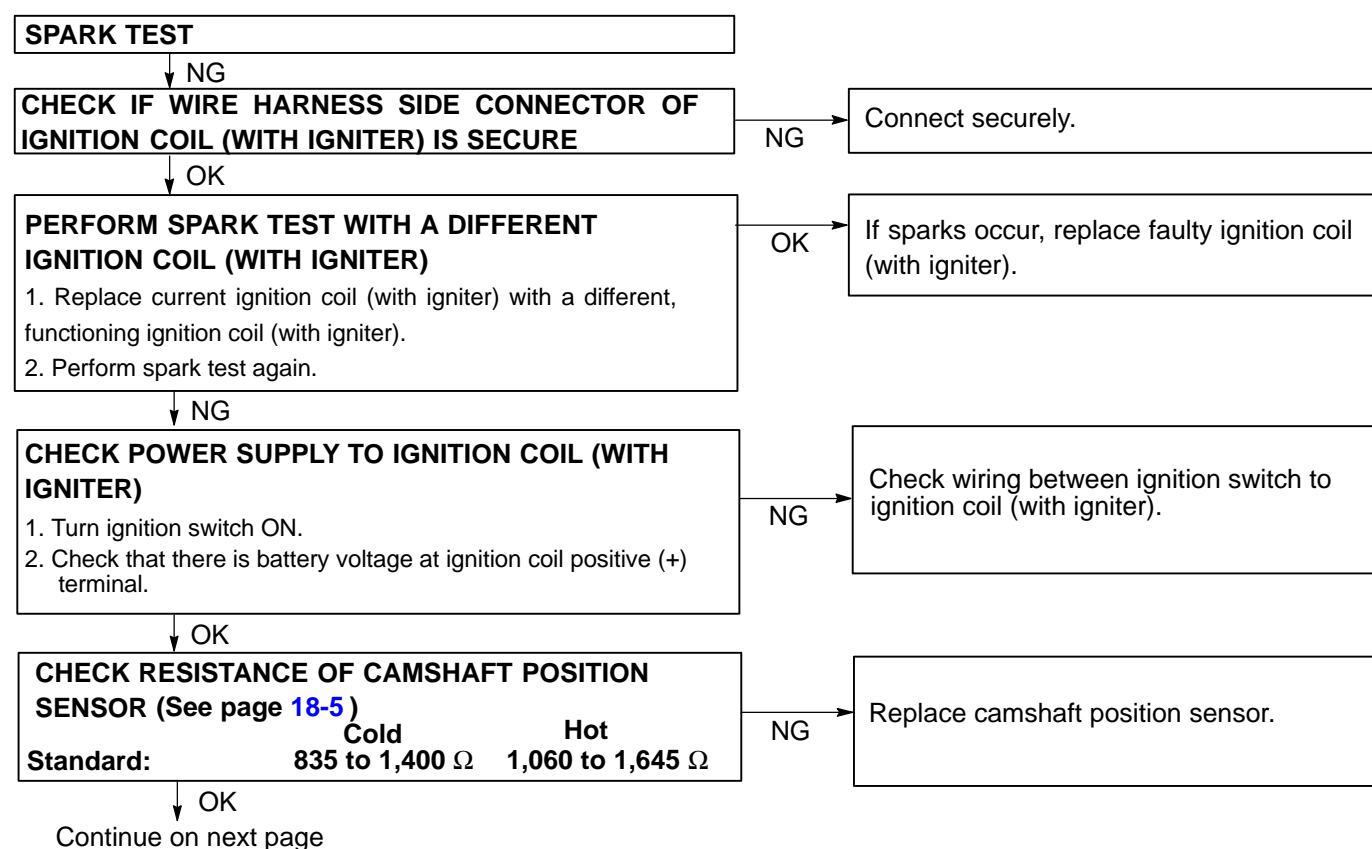 SPARK TEST
NG
CHECK IF WIRE HARNESS SIDE CONNECTOR OF
IGNITION COIL (WITH IGNITER) IS SECURE
NG
Connect securely.
OK
PERFORM SPARK TEST WITH A DIFFERENT
IGNITION COIL (WITH IGNITER)
1. Replace current ignition coil (with igniter) with a different,
functioning ignition coil (with igniter).
2. Perform spark test again.
OK
If sparks occur, replace faulty ignition coil
(with igniter).
NG
CHECK POWER SUPPLY TO IGNITION COIL (WITH
IGNITER)
1. Turn ignition switch ON.
2. Check that there is battery voltage at ignition coil positive (+)
terminal.
NG
Check wiring between ignition switch to
ignition coil (with igniter).
OK
CHECK RESISTANCE OF CAMSHAFT POSITION
SENSOR (See page 18-5)
Cold Hot
Standard: 835 to 1,400 Ω 1,060 to 1,645 Ω
NG
Replace camshaft position sensor.
OK
Continue on next page